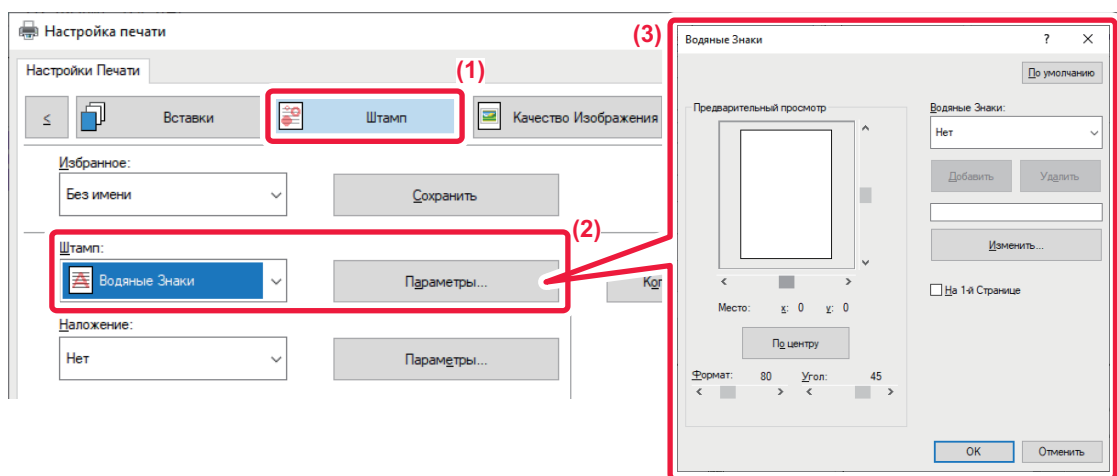 Настройка печати
Настройки Печати
(1)
<
Вставки
Штамп
Качество Изображения
Избранное:
Без имени
Сохранить
(2)
Штамп:
Водяные Знаки
Параметры...
Наложение:
Нет
Параметры...
(3)
Водяные Знаки
?
По умолчанию
Предварительный просмотр
Место: x: 0 y: 0
По центру
Формат: 80 Угол: 45
Водяные Знаки:
Нет
Добавить
Удалить
Изменить...
На 1-й Странице
OK
Отменить